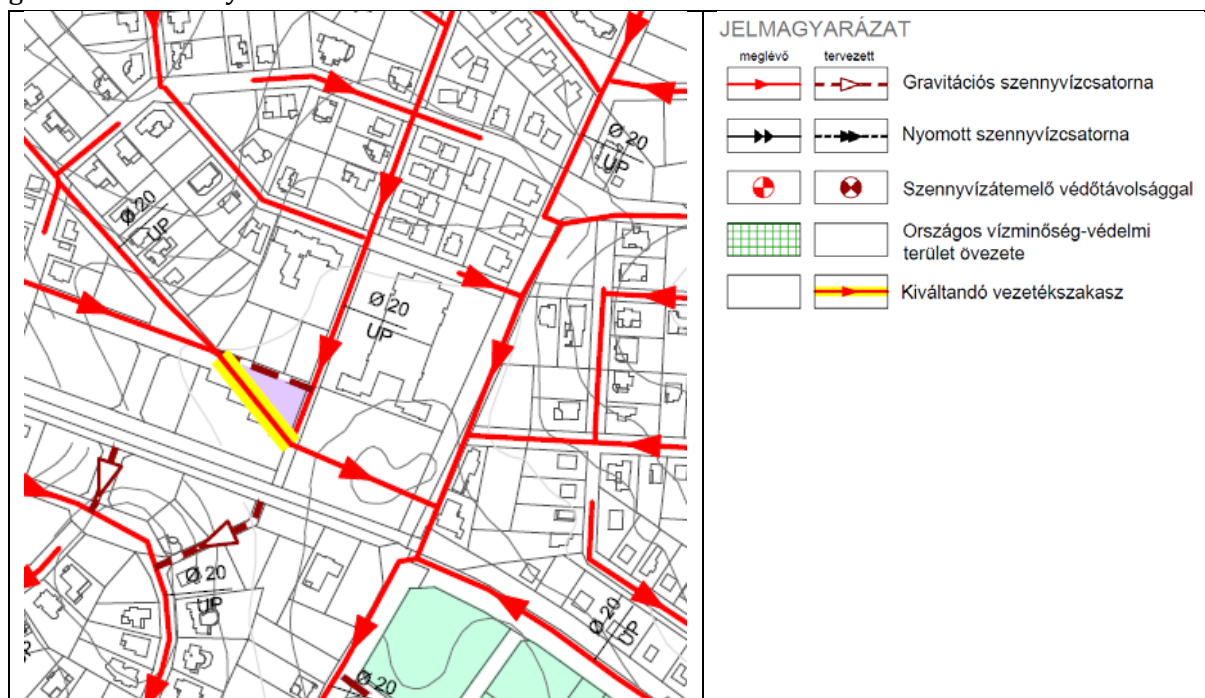 JELMAGYARÁZAT
meglévő tervezett
Gravitációs szennyvízcsatorna
Nyomott szennyvízcsatorna
Szennyvízátemelő védőtávolsággal
Országos vízminőség-védelmi
terület övezete
Kiváltandó vezetékszakasz
Ø 20
UP
Ø 20
UP
Ø 20
UP
Ø 20
UP
Ø 20
UP
Ø 20